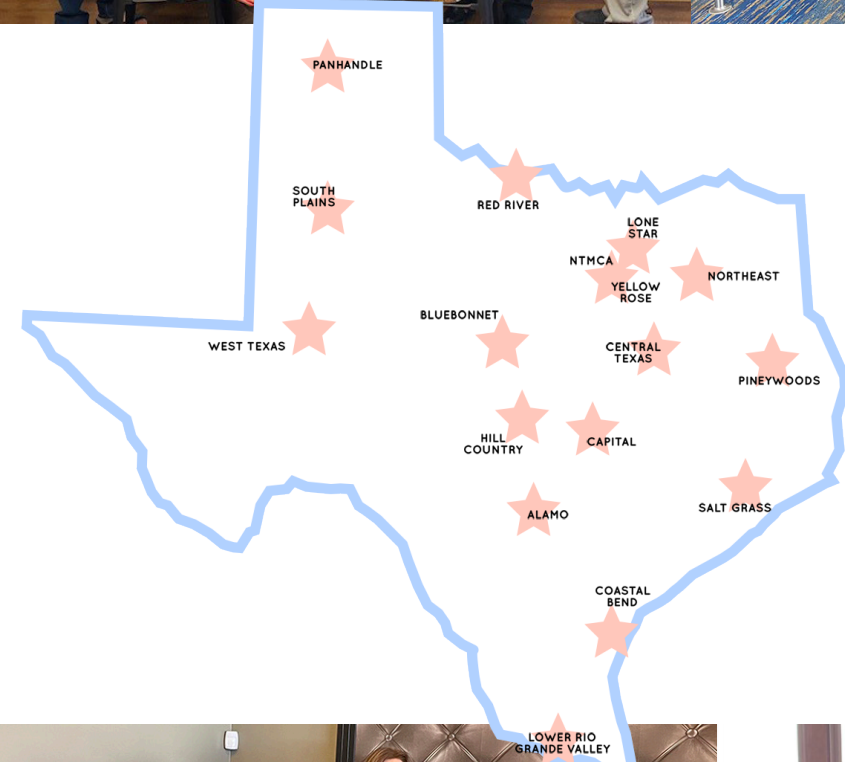 PANHANDLE
SOUTH
PLAINS
RED RIVER
LONE
STAR
NTMCA
NORTHEAST
YELLOW
ROSE
BLUEBONNET
WEST TEXAS
CENTRAL
TEXAS
PINEYWOODS
HILL
COUNTRY
CAPITAL
SALT GRASS
ALAMO
COASTAL
BEND
LOWER RIO
GRANDE VALLEY